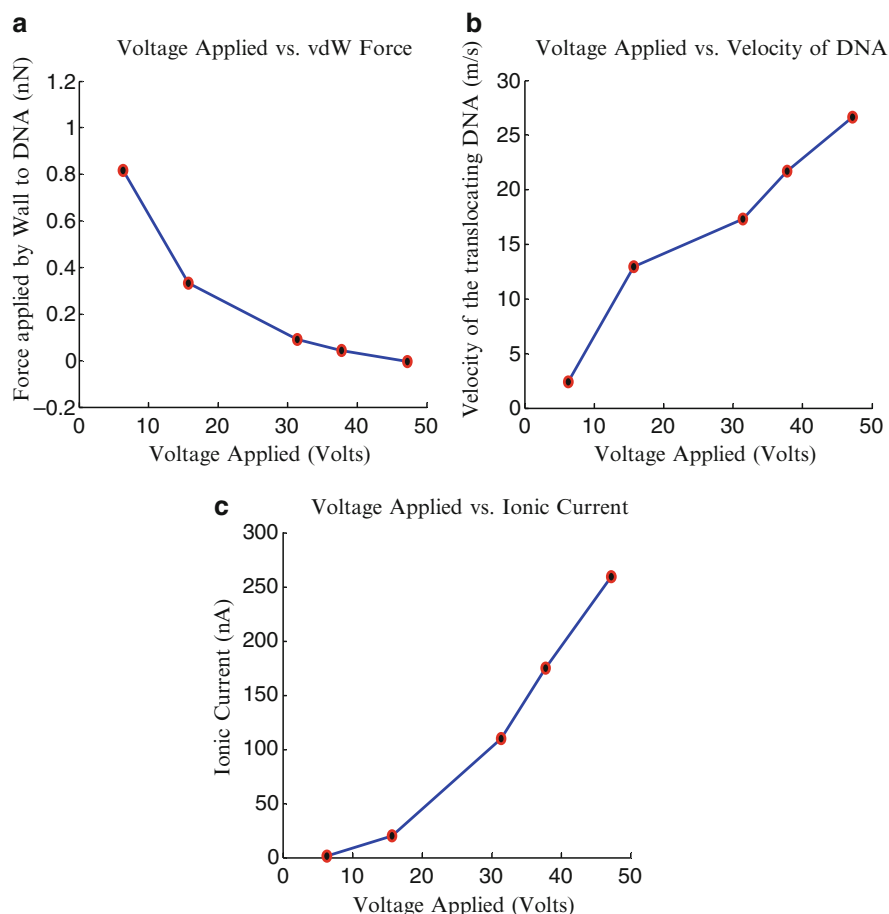 a
Voltage Applied vs. vdW Force
Force applied by Wall to DNA (nN)
1.2
1
0.8
0.6
0.4
0.2
0
−0.2
0 10 20 30 40 50
Voltage Applied (Volts)
b
Voltage Applied vs. Velocity of DNA
Velocity of the translocating DNA (m/s)
30
25
20
15
10
5
0
0 10 20 30 40 50
Voltage Applied (Volts)
c
Voltage Applied vs. Ionic Current
Ionic Current (nA)
300
250
200
150
100
50
0
0 10 20 30 40 50
Voltage Applied (Volts)